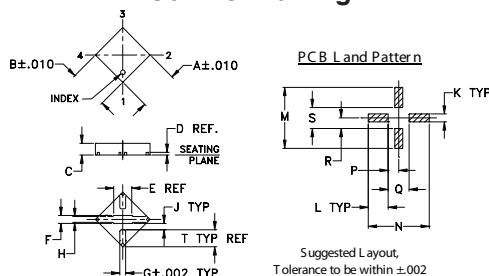 3
4
2
B±.010
A±.010
INDEX
1
D REF.
SEATING
PLANE
C
E REF
J TYP
F
H
T TYP REF
G±.002 TYP
PCB Land Pattern
K TYP
M
S
R
P
Q
L TYP
N
Suggested Layout,
Tolerance to be within ±.002